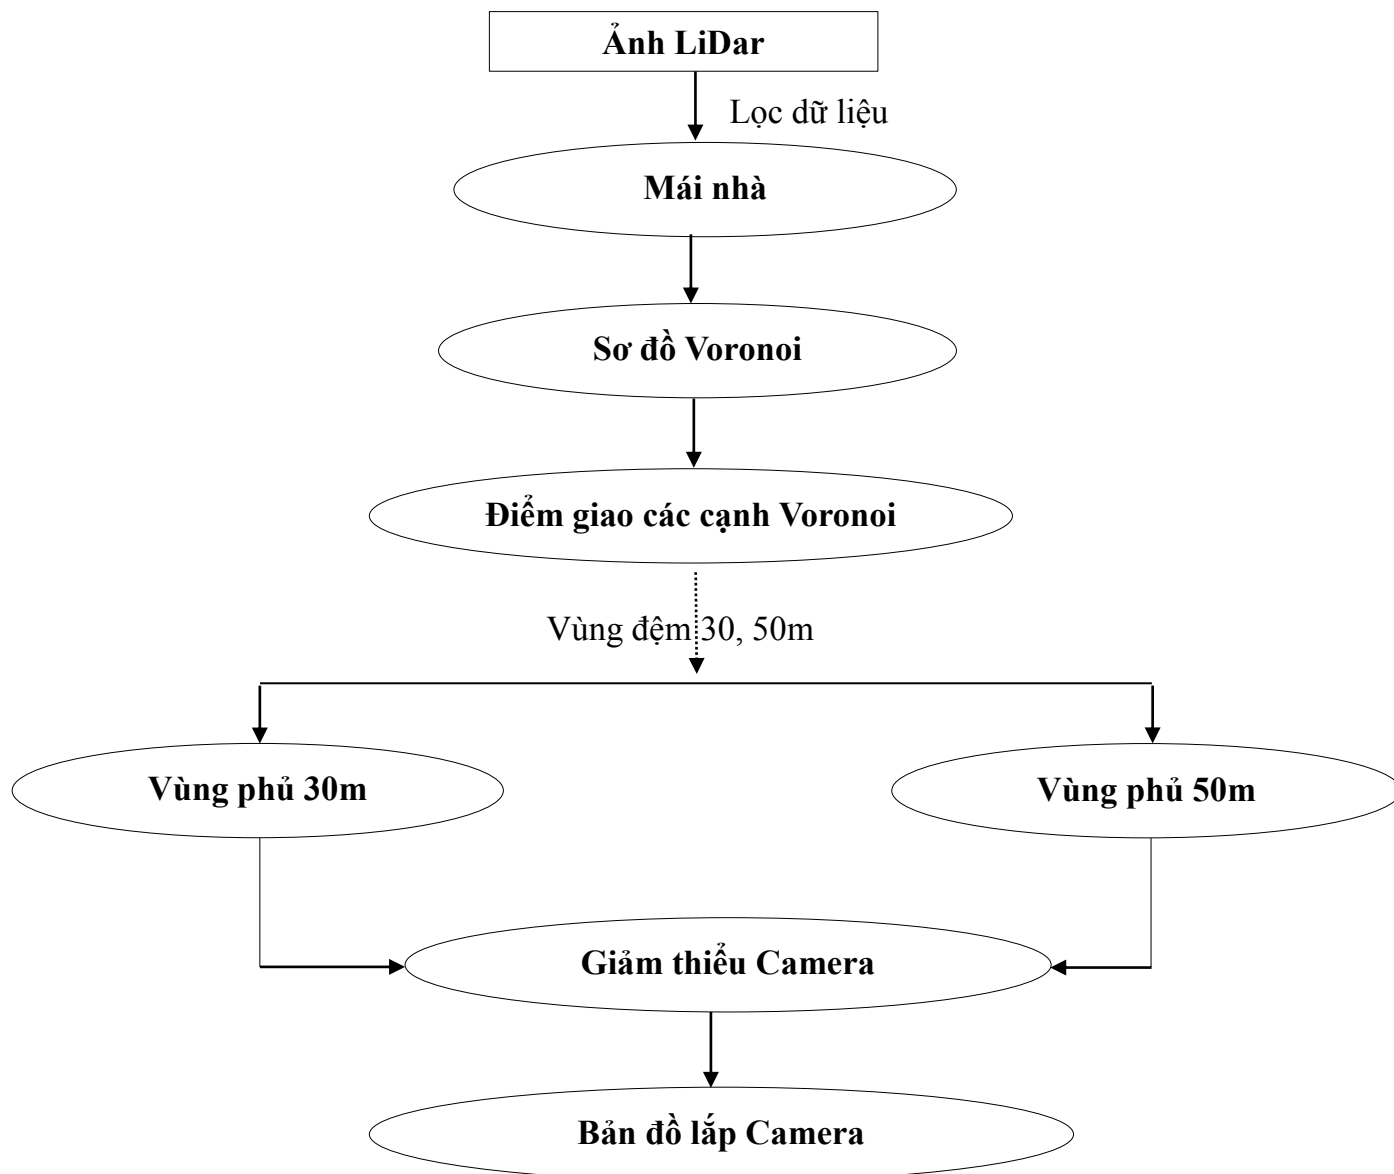 Ảnh LiDar
Lọc dữ liệu
Mái nhà
Sơ đồ Voronoi
Điểm giao các cạnh Voronoi
Vùng đệm 30, 50m
Vùng phủ 30m
Vùng phủ 50m
Giảm thiểu Camera
Bản đồ lắp Camera